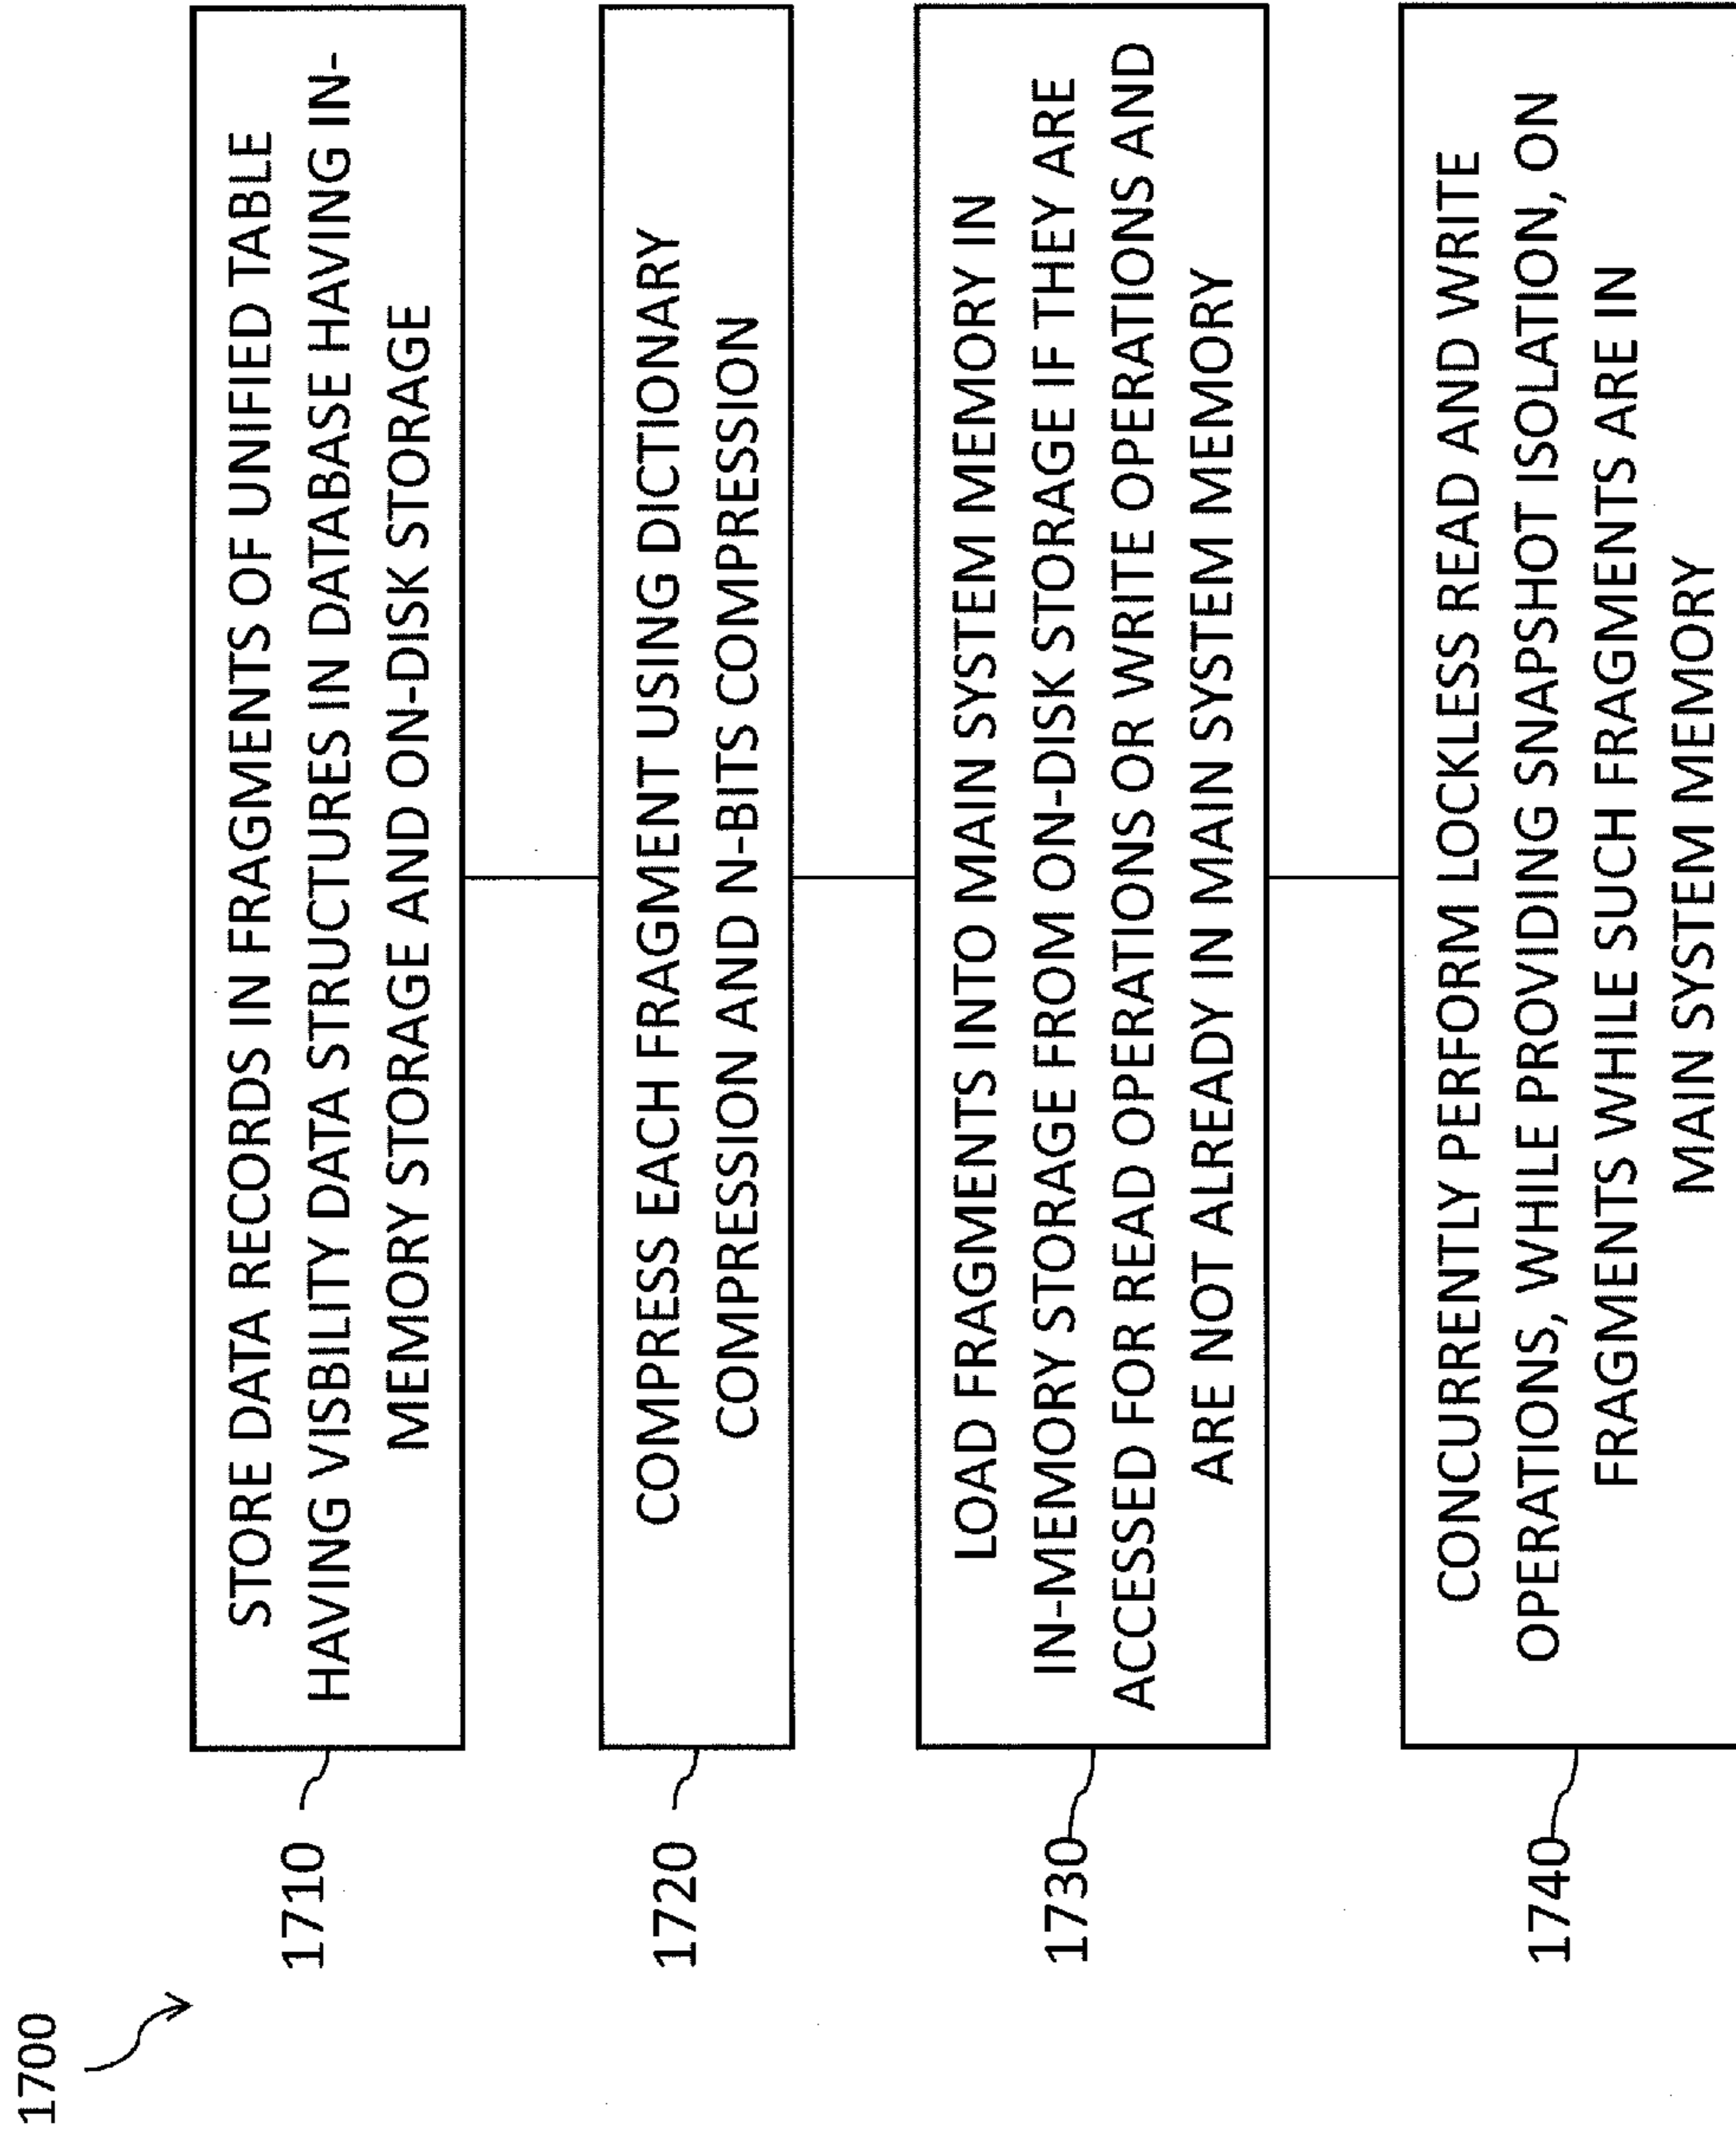 1700
1710
STORE DATA RECORDS IN FRAGMENTS OF UNIFIED TABLE
HAVING VISBILITY DATA STRUCTURES IN DATABASE HAVING IN-
MEMORY STORAGE AND ON-DISK STORAGE
1720
COMPRESS EACH FRAGMENT USING DICTIONARY
COMPRESSION AND N-BITS COMPRESSION
1730
LOAD FRAGMENTS INTO MAIN SYSTEM MEMORY IN
IN-MEMORY STORAGE FROM ON-DISK STORAGE IF THEY ARE
ACCESSED FOR READ OPERATIONS OR WRITE OPERATIONS AND
ARE NOT ALREADY IN MAIN SYSTEM MEMORY
1740
CONCURRENTLY PERFORM LOCKLESS READ AND WRITE
OPERATIONS, WHILE PROVIDING SNAPSHOT ISOLATION, ON
FRAGMENTS WHILE SUCH FRAGMENTS ARE IN
MAIN SYSTEM MEMORY